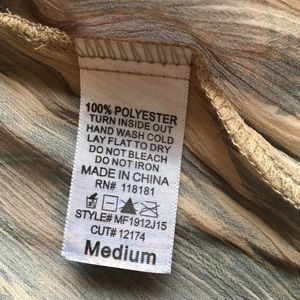 100% POLYESTER
TURN INSIDE OUT
HAND WASH COLD
LAY FLAT TO DRY
DO NOT BLEACH
DO NOT IRON
MADE IN CHINA
RN# 118181
STYLE# MF1912J15
CUT# 12174
Medium